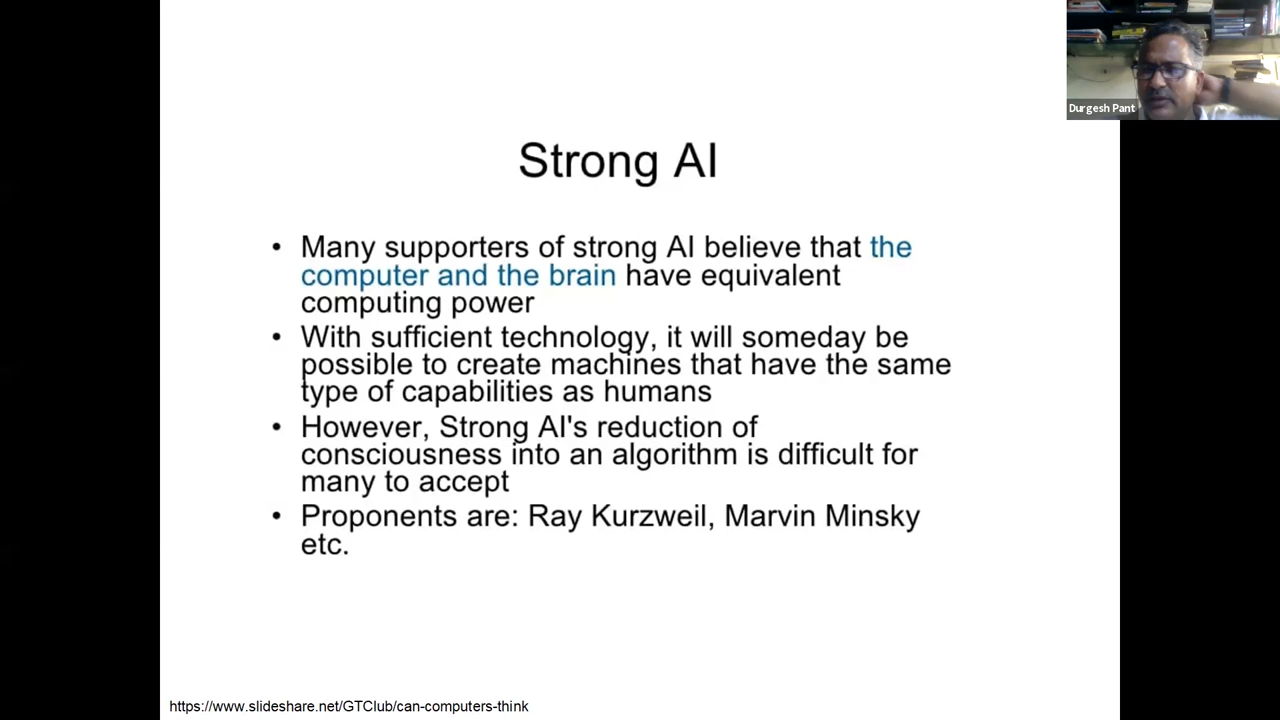 Durgesh Pant
Strong AI
• Many supporters of strong AI believe that the
computer and the brain have equivalent
computing power
• With sufficient technology, it will someday be
possible to create machines that have the same
type of capabilities as humans
• However, Strong AI's reduction of
consciousness into an algorithm is difficult for
many to accept
• Proponents are: Ray Kurzweil, Marvin Minsky
etc.
https://www.slideshare.net/GTClub/can-computers-think